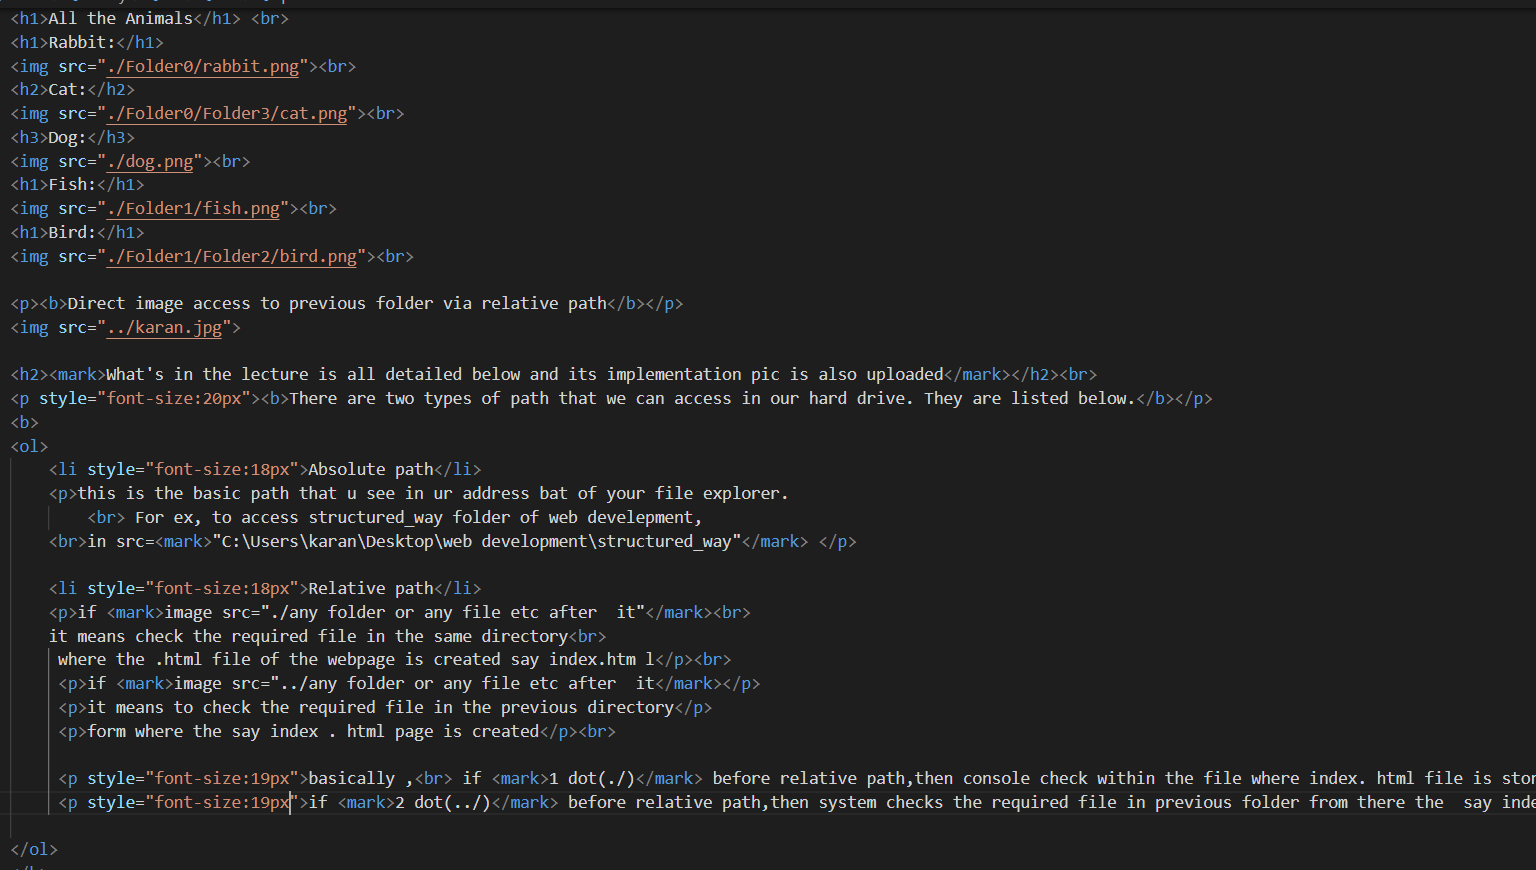 <h1>All the Animals</h1> <br>
<h1>Rabbit:</h1>
<img src="./Folder0/rabbit.png"><br>
<h2>Cat:</h2>
<img src="./Folder0/Folder3/cat.png"><br>
<h3>Dog:</h3>
<img src="./dog.png"><br>
<h1>Fish:</h1>
<img src="./Folder1/fish.png"><br>
<h1>Bird:</h1>
<img src="./Folder1/Folder2/bird.png"><br>
<p><b>Direct image access to previous folder via relative path</b></p>
<img src="../karan.jpg">
<h2><mark>What's in the lecture is all detailed below and its implementation pic is also uploaded</mark></h2><br>
<p style="font-size:20px"><b>There are two types of path that we can access in our hard drive. They are listed below.</b></p>
<b>
<ol>
<li style="font-size:18px">Absolute path</li>
<p>this is the basic path that u see in ur address bat of your file explorer.
<br> For ex, to access structured_way folder of web develepment,
<br>in src=<mark>"C:\Users\karan\Desktop\web development\structured_way"</mark> </p>
<li style="font-size:18px">Relative path</li>
<p>if <mark>image src="./any folder or any file etc after  it"</mark><br>
it means check the required file in the same directory<br>
where the .html file of the webpage is created say index.htm l</p><br>
<p>if <mark>image src="../any folder or any file etc after  it</mark></p>
<p>it means to check the required file in the previous directory</p>
<p>form where the say index . html page is created</p><br>
<p style="font-size:19px">basically ,<br> if <mark>1 dot(./)</mark> before relative path,then console check within the file where index. html file is stor
<p style="font-size:19px">if <mark>2 dot(../)</mark> before relative path,then system checks the required file in previous folder from there the  say inde
</ol>